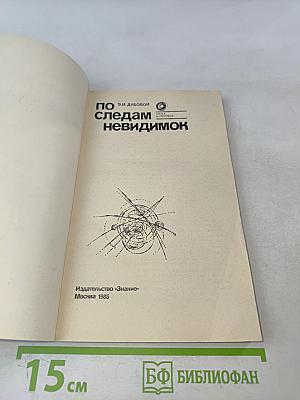 Э.И. ДУБОВОЙ
ПО
СЛЕДАМ
НЕВИДИМОК
Издательство «Знание»
Москва 1985
15 см
БФ БИБЛИОФАН